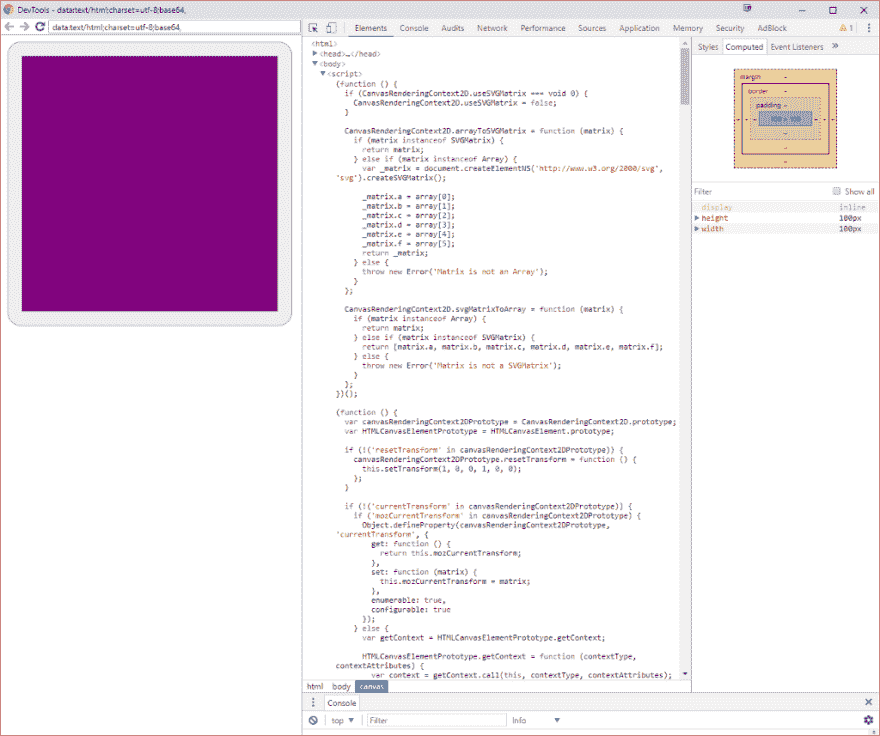 DevTools - data:text/html;charset=utf-8;base64,
data:text/html;charset=utf-8;base64,
Elements Console Audits Network Performance Sources Application Memory Security AdBlock 1
<html>
<head>…</head>
<body>
<script>
(function () {
if (CanvasRenderingContext2D.useSVGMatrix === void 0) {
CanvasRenderingContext2D.useSVGMatrix = false;
}
CanvasRenderingContext2D.arrayToSVGMatrix = function (matrix) {
if (matrix instanceof SVGMatrix) {
return matrix;
} else if (matrix instanceof Array) {
var _matrix = document.createElementNS('http://www.w3.org/2000/svg',
'svg').createSVGMatrix();
_matrix.a = array[0];
_matrix.b = array[1];
_matrix.c = array[2];
_matrix.d = array[3];
_matrix.e = array[4];
_matrix.f = array[5];
return _matrix;
} else {
throw new Error('Matrix is not an Array');
}
};
CanvasRenderingContext2D.svgMatrixToArray = function (matrix) {
if (matrix instanceof Array) {
return matrix;
} else if (matrix instanceof SVGMatrix) {
return [matrix.a, matrix.b, matrix.c, matrix.d, matrix.e, matrix.f];
} else {
throw new Error('Matrix is not a SVGMatrix');
}
};
})();
(function () {
var canvasRenderingContext2DPrototype = CanvasRenderingContext2D.prototype;
var HTMLCanvasElementPrototype = HTMLCanvasElement.prototype;
if (!('resetTransform' in canvasRenderingContext2DPrototype)) {
canvasRenderingContext2DPrototype.resetTransform = function () {
this.setTransform(1, 0, 0, 1, 0, 0);
};
}
if (!('currentTransform' in canvasRenderingContext2DPrototype)) {
if ('mozCurrentTransform' in canvasRenderingContext2DPrototype) {
Object.defineProperty(canvasRenderingContext2DPrototype,
'currentTransform', {
get: function () {
return this.mozCurrentTransform;
},
set: function (matrix) {
this.mozCurrentTransform = matrix;
},
enumerable: true,
configurable: true
});
} else {
var getContext = HTMLCanvasElementPrototype.getContext;
HTMLCanvasElementPrototype.getContext = function (contextType,
contextAttributes) {
var context = getContext.call(this, contextType, contextAttributes);
html body canvas
Styles Computed Event Listeners »
margin -
border -
padding -
Filter Show all
display inline
height 100px
width 100px
Console
top Filter Info